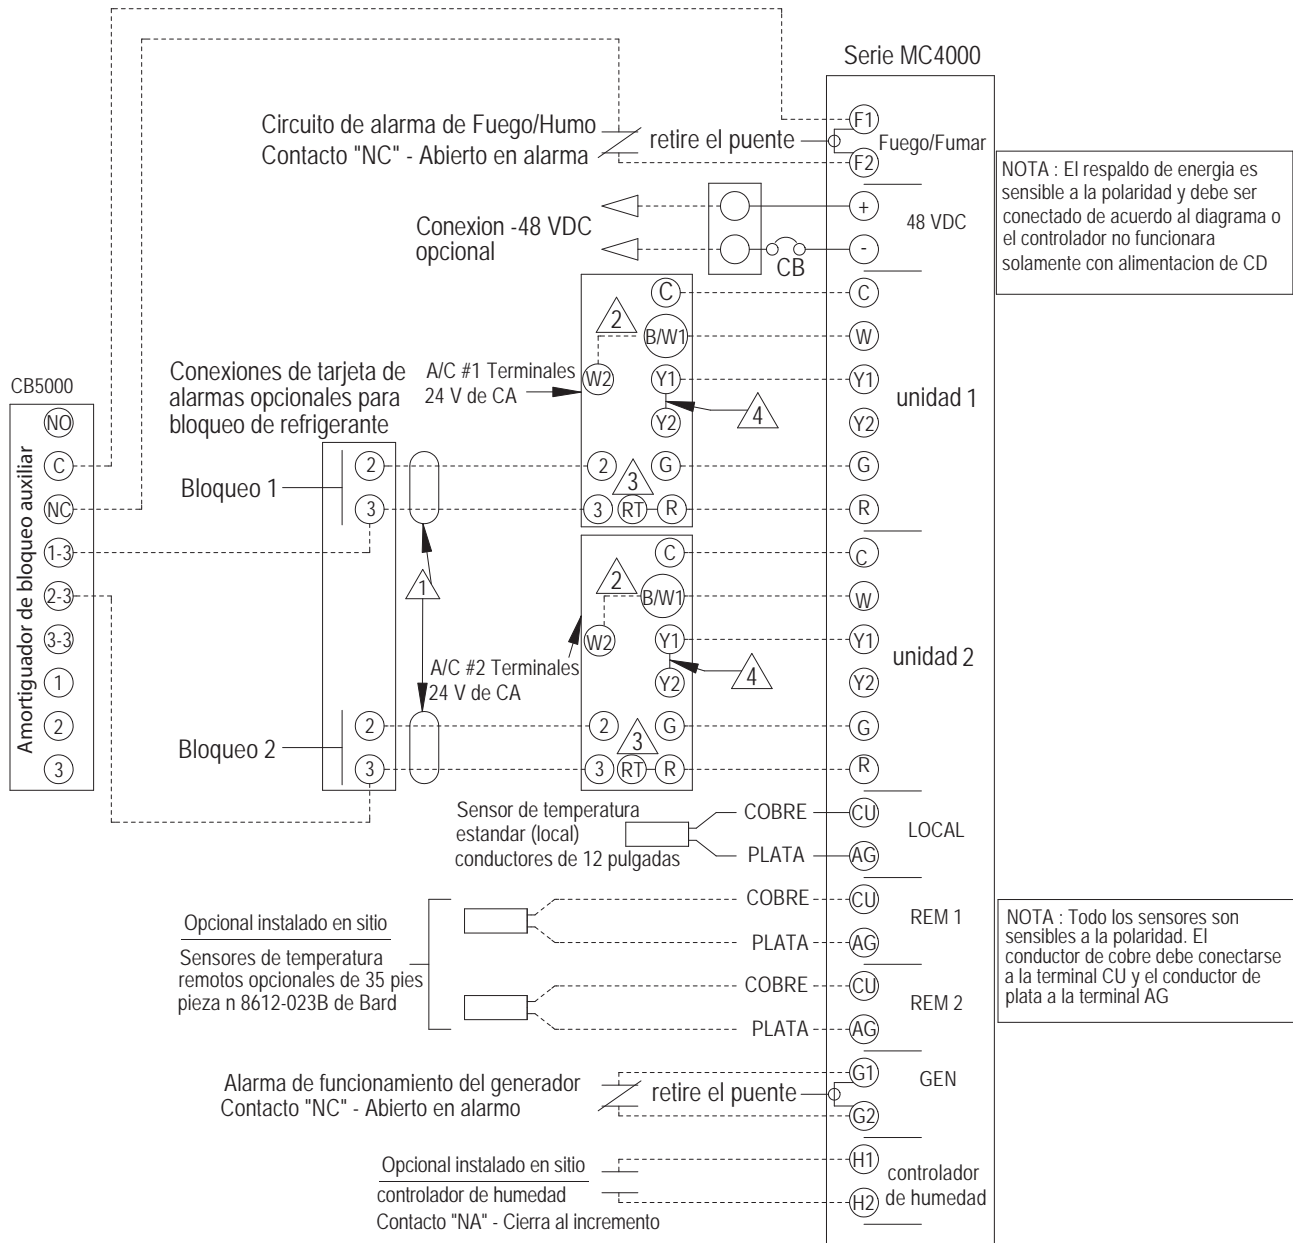 Serie MC4000
F1
Circuito de alarma de Fuego/Humo
Contacto "NC" - Abierto en alarma
retire el puente
Fuego/Fumar
F2
NOTA : El respaldo de energia es
sensible a la polaridad y debe ser
conectado de acuerdo al diagrama o
el controlador no funcionara
solamente con alimentacion de CD
+
48 VDC
-
Conexion -48 VDC
opcional
CB
C
2
B/W1
W2
Y1
Y2
4
2
3
G
3
RT
R
C
W
Y1
Y2
G
R
unidad 1
A/C #1 Terminales
24 V de CA
Conexiones de tarjeta de
alarmas opcionales para
bloqueo de refrigerante
CB5000
Amortiguador de bloqueo auxiliar
NO
C
NC
1-3
2-3
3-3
1
2
3
Bloqueo 1
2
3
1
Bloqueo 2
2
3
C
2
B/W1
W2
Y1
Y2
4
2
3
G
3
RT
R
C
W
Y1
Y2
G
R
unidad 2
A/C #2 Terminales
24 V de CA
Sensor de temperatura
estandar (local)
conductores de 12 pulgadas
COBRE
CU
LOCAL
PLATA
AG
Opcional instalado en sitio
Sensores de temperatura
remotos opcionales de 35 pies
pieza n 8612-023B de Bard
COBRE
CU
REM 1
PLATA
AG
COBRE
CU
REM 2
PLATA
AG
NOTA : Todo los sensores son
sensibles a la polaridad. El
conductor de cobre debe conectarse
a la terminal CU y el conductor de
plata a la terminal AG
Alarma de funcionamiento del generador
Contacto "NC" - Abierto en alarmo
retire el puente
G1
GEN
G2
Opcional instalado en sitio
controlador de humedad
Contacto "NA" - Cierra al incremento
H1
controlador
de humedad
H2